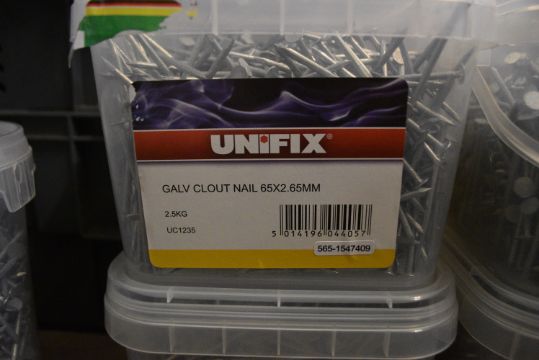 UNIFIX®
GALV CLOUT NAIL 65X2.65MM
2.5KG
UC1235
5 014196 044057
565-1547409